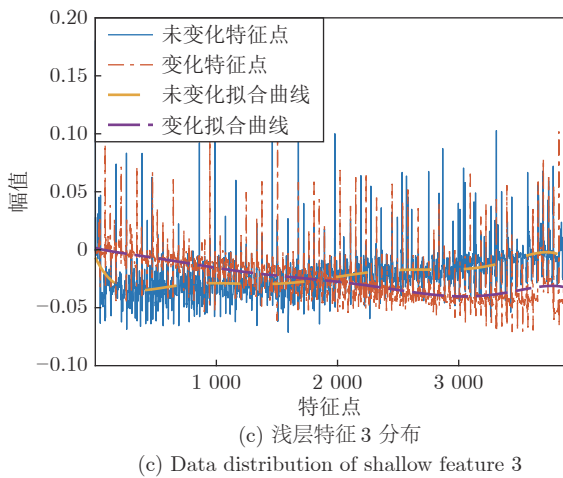 0.20
未变化特征点
变化特征点
未变化拟合曲线
变化拟合曲线
0.15
0.10
0.05
0
−0.05
−0.10
幅值
1 000 2 000 3 000
特征点
(c) 浅层特征 3 分布
(c) Data distribution of shallow feature 3